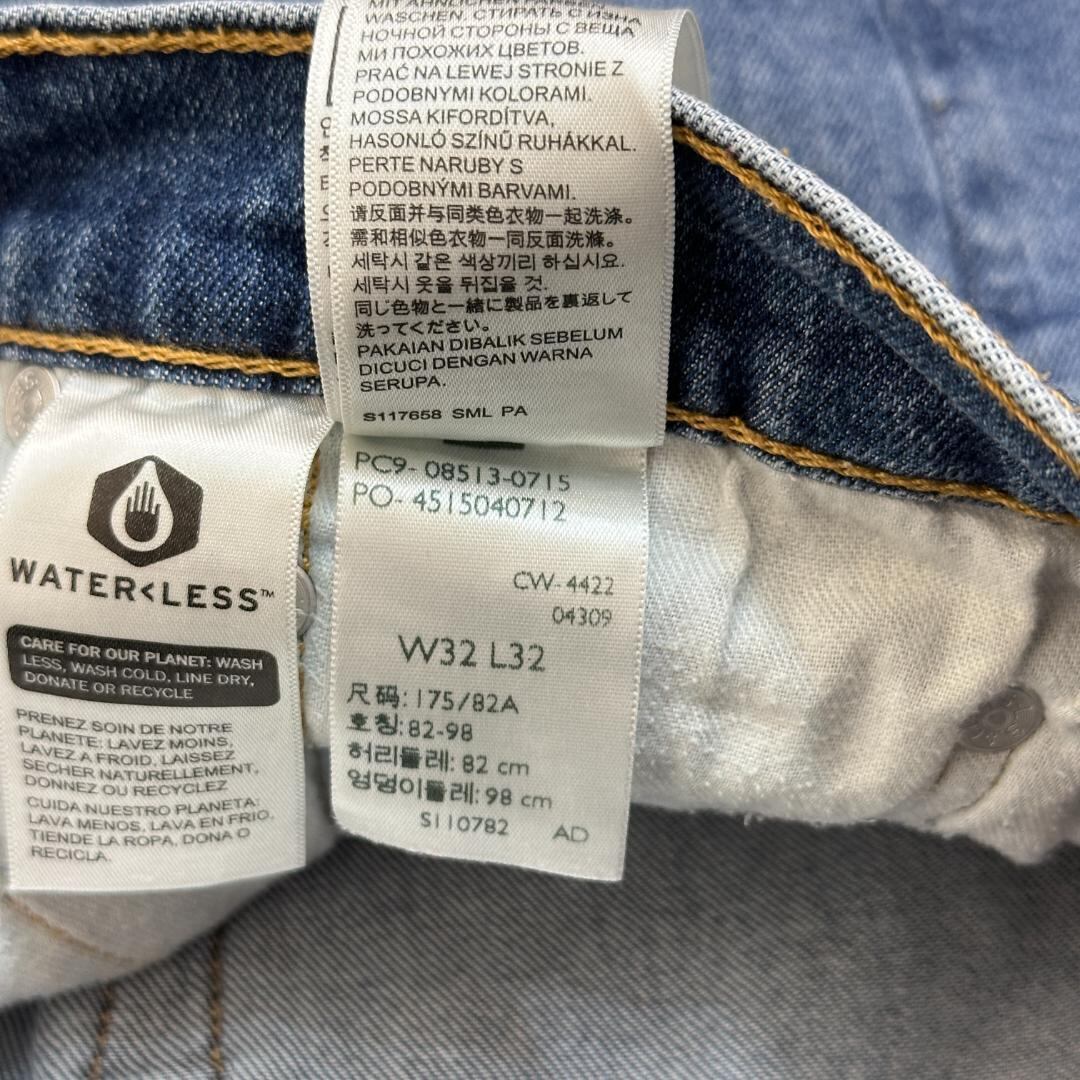 WASCHEN. СТИРАТЬ С ИЗНА
НОЧНОЙ СТОРОНЫ С ВЕЩА
МИ ПОХОЖИХ ЦВЕТОВ.
PRAĆ NA LEWEJ STRONIE Z
PODOBNYMI KOLORAMI.
MOSSA KIFORDÍTVA,
HASONLÓ SZÍNŰ RUHÁKKAL.
PERTE NARUBY S
PODOBNÝMI BARVAMI.
请反面并与同类色衣物一起洗涤。
需和相似色衣物一同反面洗滌。
세탁시 같은 색상끼리 하십시요.
세탁시 옷을 뒤집을 것.
同じ色物と一緒に製品を裏返して
洗ってください。
PAKAIAN DIBALIK SEBELUM
DICUCI DENGAN WARNA
SERUPA.
S117658 SML PA
PC9-08513-0715
PO-4515040712
CW-4422
04309
W32 L32
尺码:175/82A
호칭:82-98
허리둘레: 82 cm
엉덩이둘레: 98 cm
S110782 AD
WATER<LESS™
CARE FOR OUR PLANET: WASH
LESS, WASH COLD, LINE DRY,
DONATE OR RECYCLE
PRENEZ SOIN DE NOTRE
PLANETE: LAVEZ MOINS,
LAVEZ A FROID, LAISSEZ
SECHER NATURELLEMENT,
DONNEZ OU RECYCLEZ
CUIDA NUESTRO PLANETA:
LAVA MENOS, LAVA EN FRIO,
TIENDE LA ROPA, DONA O
RECICLA.